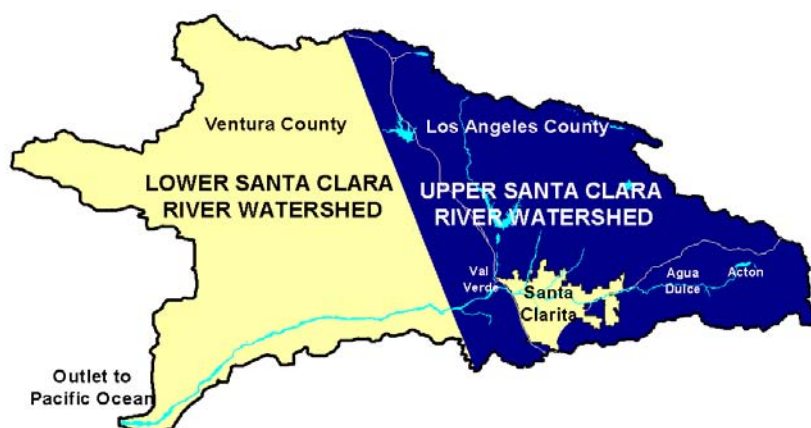 Ventura County
Los Angeles County
LOWER SANTA CLARA
RIVER WATERSHED
UPPER SANTA CLARA
RIVER WATERSHED
Val
Verde
Santa
Clarita
Agua
Dulce
Acton
Outlet to
Pacific Ocean